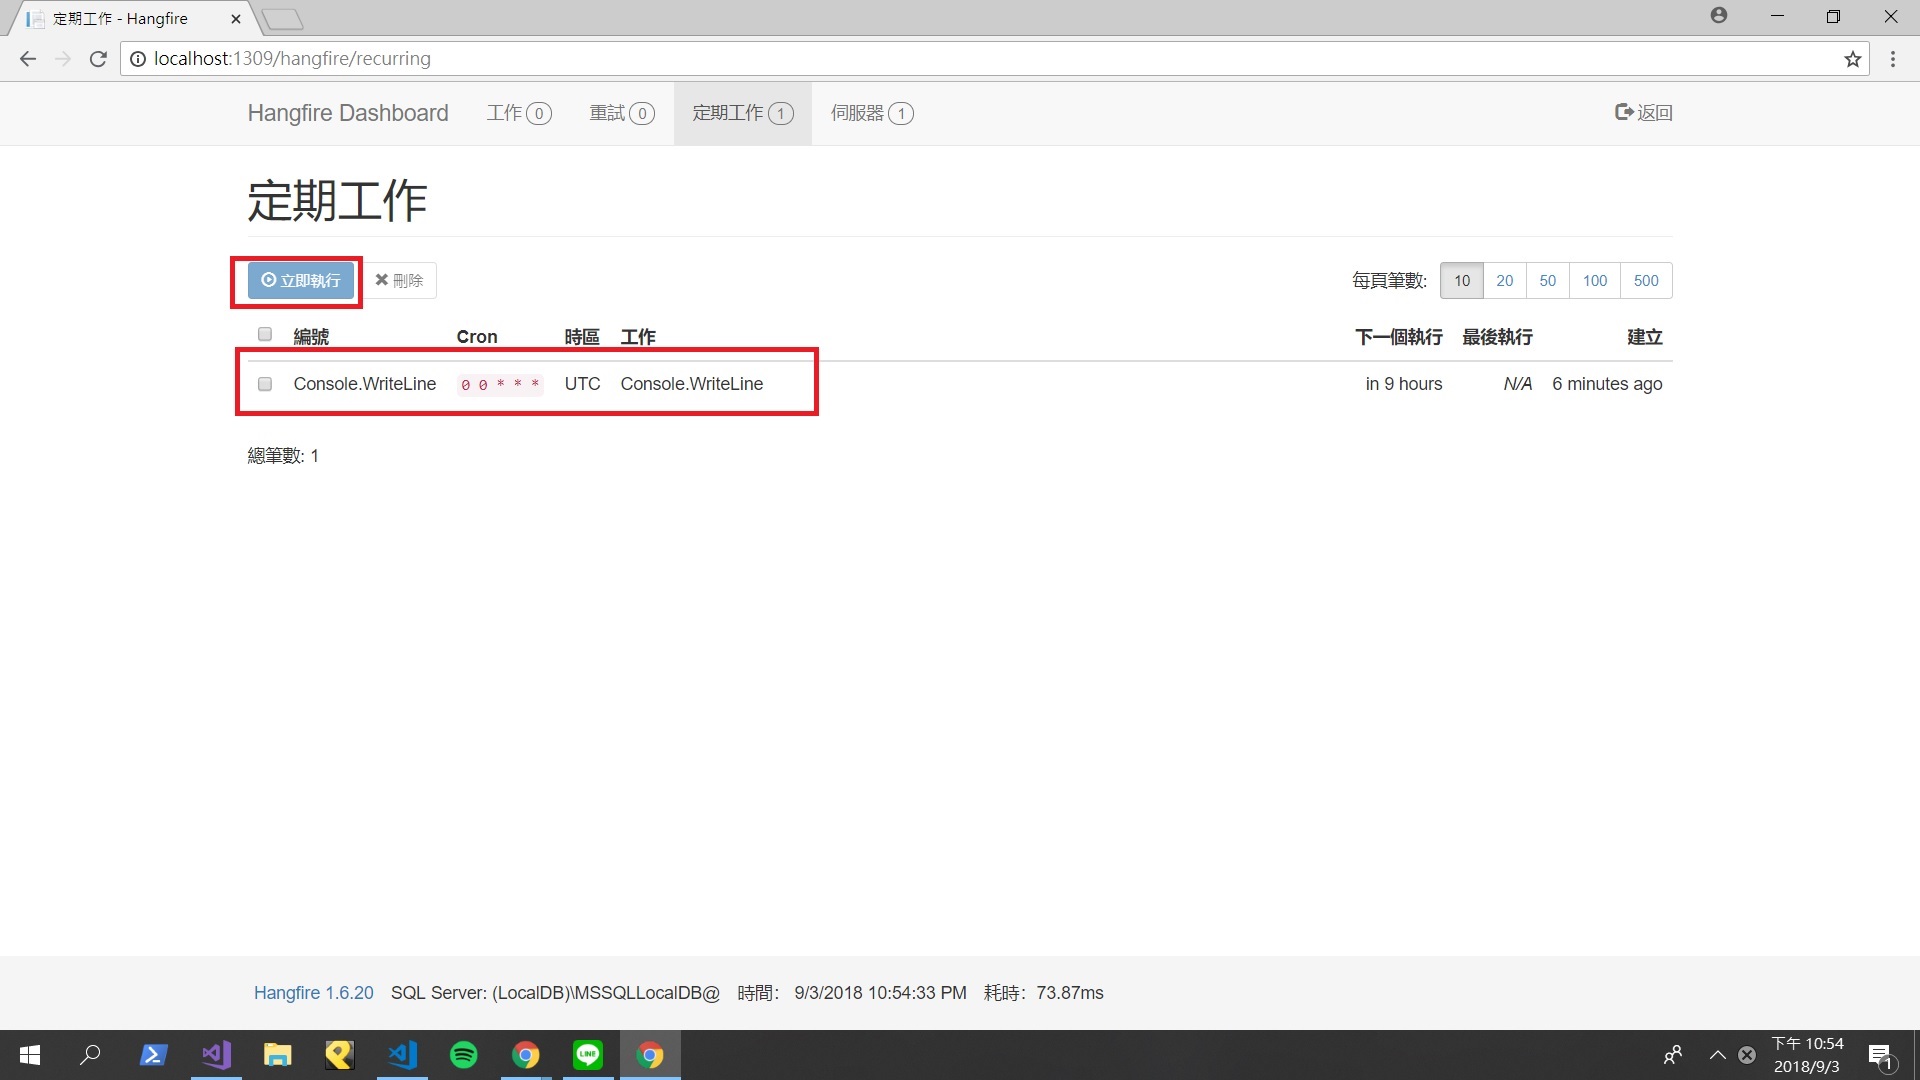 定期工作 - Hangfire
localhost:1309/hangfire/recurring
Hangfire Dashboard 工作 0 重試 0 定期工作 1 伺服器 1 返回
定期工作
立即執行 刪除 每頁筆數: 10 20 50 100 500
編號 Cron 時區 工作 下一個執行 最後執行 建立
Console.WriteLine 0 0 * * * UTC Console.WriteLine in 9 hours N/A 6 minutes ago
總筆數: 1
Hangfire 1.6.20 SQL Server: (LocalDB)\MSSQLLocalDB@ 時間： 9/3/2018 10:54:33 PM 耗時： 73.87ms
LINE
下午 10:54
2018/9/3
1